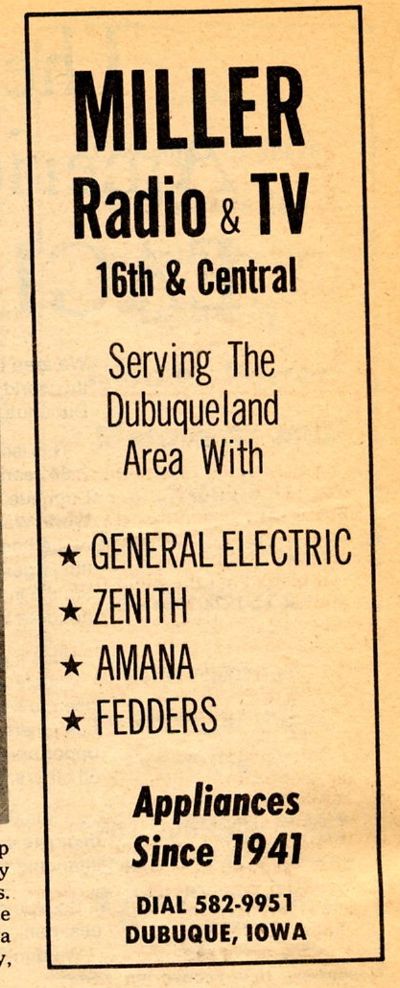 MILLER
Radio & TV
16th & Central
Serving The
Dubuqueland
Area With
★ GENERAL ELECTRIC
★ ZENITH
★ AMANA
★ FEDDERS
Appliances
Since 1941
DIAL 582-9951
DUBUQUE, IOWA